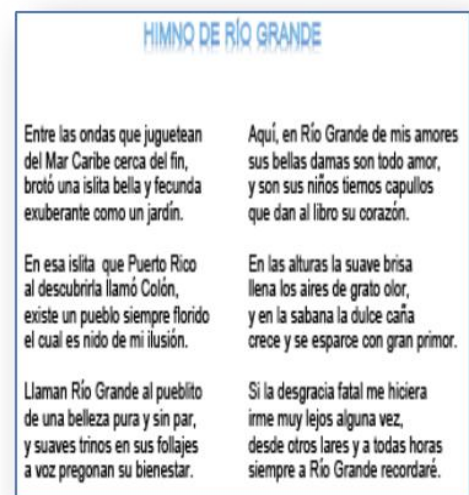 HIMNO DE RÍO GRANDE
Entre las ondas que juguetean
del Mar Caribe cerca del fin,
brotó una islita bella y fecunda
exuberante como un jardín.
En esa islita que Puerto Rico
al descubrirla llamó Colón,
existe un pueblo siempre florido
el cual es nido de mi ilusión.
Llaman Río Grande al pueblito
de una belleza pura y sin par,
y suaves trinos en sus follajes
a voz pregonan su bienestar.
Aquí, en Río Grande de mis amores
sus bellas damas son todo amor,
y son sus niños tiernos capullos
que dan al libro su corazón.
En las alturas la suave brisa
llena los aires de grato olor,
y en la sabana la dulce caña
crece y se esparce con gran primor.
Si la desgracia fatal me hiciera
irme muy lejos alguna vez,
desde otros lares y a todas horas
siempre a Río Grande recordaré.